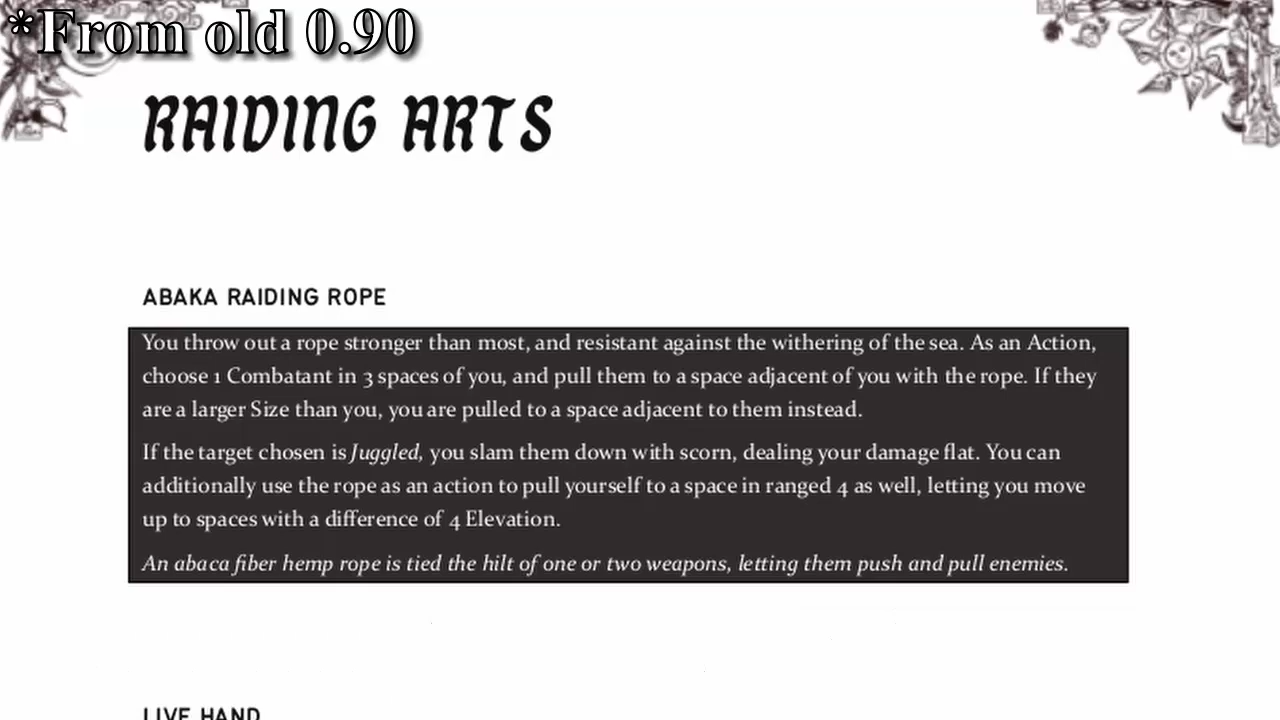 *From old 0.90
RAIDING ARTS
ABAKA RAIDING ROPE
You throw out a rope stronger than most, and resistant against the withering of the sea. As an Action,
choose 1 Combatant in 3 spaces of you, and pull them to a space adjacent of you with the rope. If they
are a larger Size than you, you are pulled to a space adjacent to them instead.
If the target chosen is Juggled, you slam them down with scorn, dealing your damage flat. You can
additionally use the rope as an action to pull yourself to a space in ranged 4 as well, letting you move
up to spaces with a difference of 4 Elevation.
An abaca fiber hemp rope is tied the hilt of one or two weapons, letting them push and pull enemies.
LIVE HAND